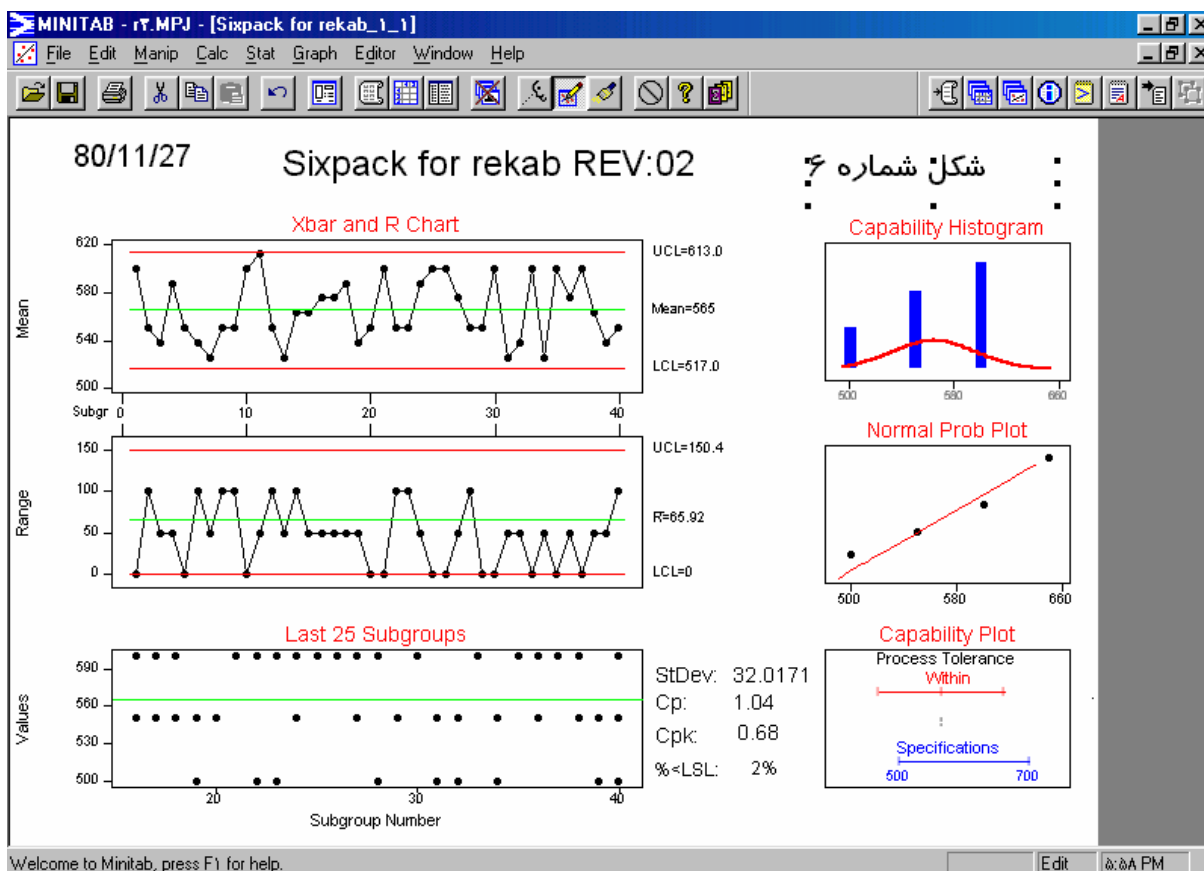 MINITAB - r۲.MPJ - [Sixpack for rekab_۱_۱]
File Edit Manip Calc Stat Graph Editor Window Help
80/11/27
Sixpack for rekab REV:02
شکل شماره ۶
Xbar and R Chart
Mean
620
580
540
500
UCL=613.0
Mean=565
LCL=517.0
Subgr 0 10 20 30 40
Range
150
100
50
0
UCL=150.4
R=65.92
LCL=0
Last 25 Subgroups
Values
590
560
530
500
20 30 40
Subgroup Number
StDev: 32.0171
Cp: 1.04
Cpk: 0.68
%<LSL: 2%
Capability Histogram
500 580 660
Normal Prob Plot
500 580 660
Capability Plot
Process Tolerance
Within
Specifications
500 700
Welcome to Minitab, press F۱ for help.
Edit
۵:۵۸ PM